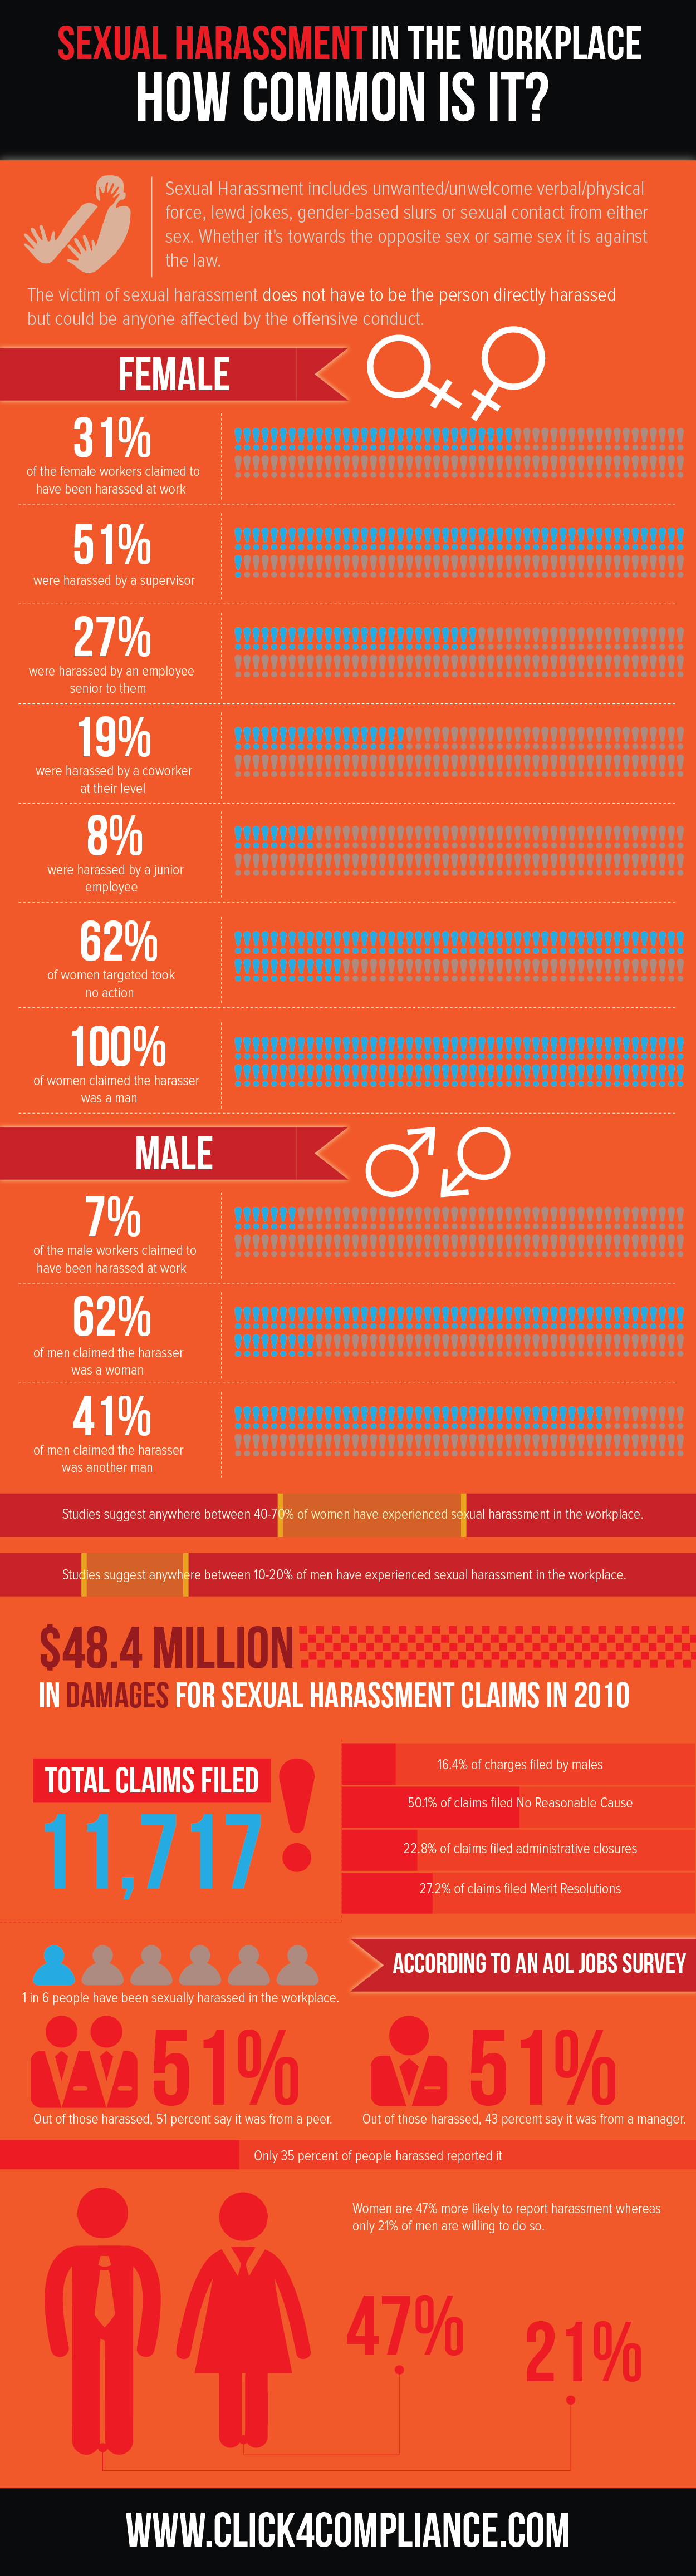 SEXUAL HARASSMENT IN THE WORKPLACE
HOW COMMON IS IT?
Sexual Harassment includes unwanted/unwelcome verbal/physical
force, lewd jokes, gender-based slurs or sexual contact from either
sex. Whether it's towards the opposite sex or same sex it is against
the law.
The victim of sexual harassment does not have to be the person directly harassed
but could be anyone affected by the offensive conduct.
FEMALE
31%
of the female workers claimed to
have been harassed at work
51%
were harassed by a supervisor
27%
were harassed by an employee
senior to them
19%
were harassed by a coworker
at their level
8%
were harassed by a junior
employee
62%
of women targeted took
no action
100%
of women claimed the harasser
was a man
MALE
7%
of the male workers claimed to
have been harassed at work
62%
of men claimed the harasser
was a woman
41%
of men claimed the harasser
was another man
Studies suggest anywhere between 40-70% of women have experienced sexual harassment in the workplace.
Studies suggest anywhere between 10-20% of men have experienced sexual harassment in the workplace.
$48.4 MILLION
IN DAMAGES FOR SEXUAL HARASSMENT CLAIMS IN 2010
TOTAL CLAIMS FILED
11,717
!
16.4% of charges filed by males
50.1% of claims filed No Reasonable Cause
22.8% of claims filed administrative closures
27.2% of claims filed Merit Resolutions
1 in 6 people have been sexually harassed in the workplace.
ACCORDING TO AN AOL JOBS SURVEY
51%
Out of those harassed, 51 percent say it was from a peer.
51%
Out of those harassed, 43 percent say it was from a manager.
Only 35 percent of people harassed reported it
Women are 47% more likely to report harassment whereas
only 21% of men are willing to do so.
47%
21%
WWW.CLICK4COMPLIANCE.COM